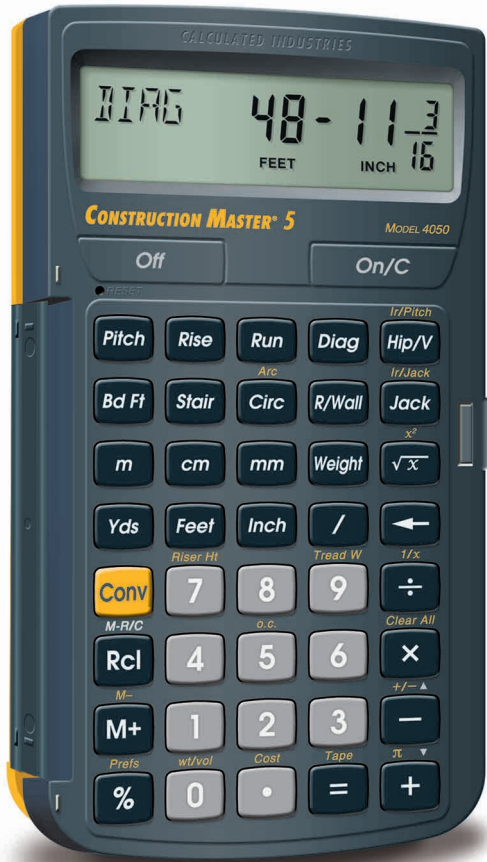 CALCULATED INDUSTRIES
DIAG 48 - 11 3/16
FEET INCH
CONSTRUCTION MASTER® 5
MODEL 4050
Off On/C
RESET
Ir/Pitch
Pitch Rise Run Diag Hip/V
Arc Ir/Jack
Bd Ft Stair Circ R/Wall Jack
x²
m cm mm Weight √x
Yds Feet Inch / ←
Riser Ht Tread W 1/x
Conv 7 8 9 ÷
M-R/C o.c. Clear All
Rcl 4 5 6 ×
M– +/– ▲
M+ 1 2 3 –
Prefs wt/vol Cost Tape π ▼
% 0 • = +